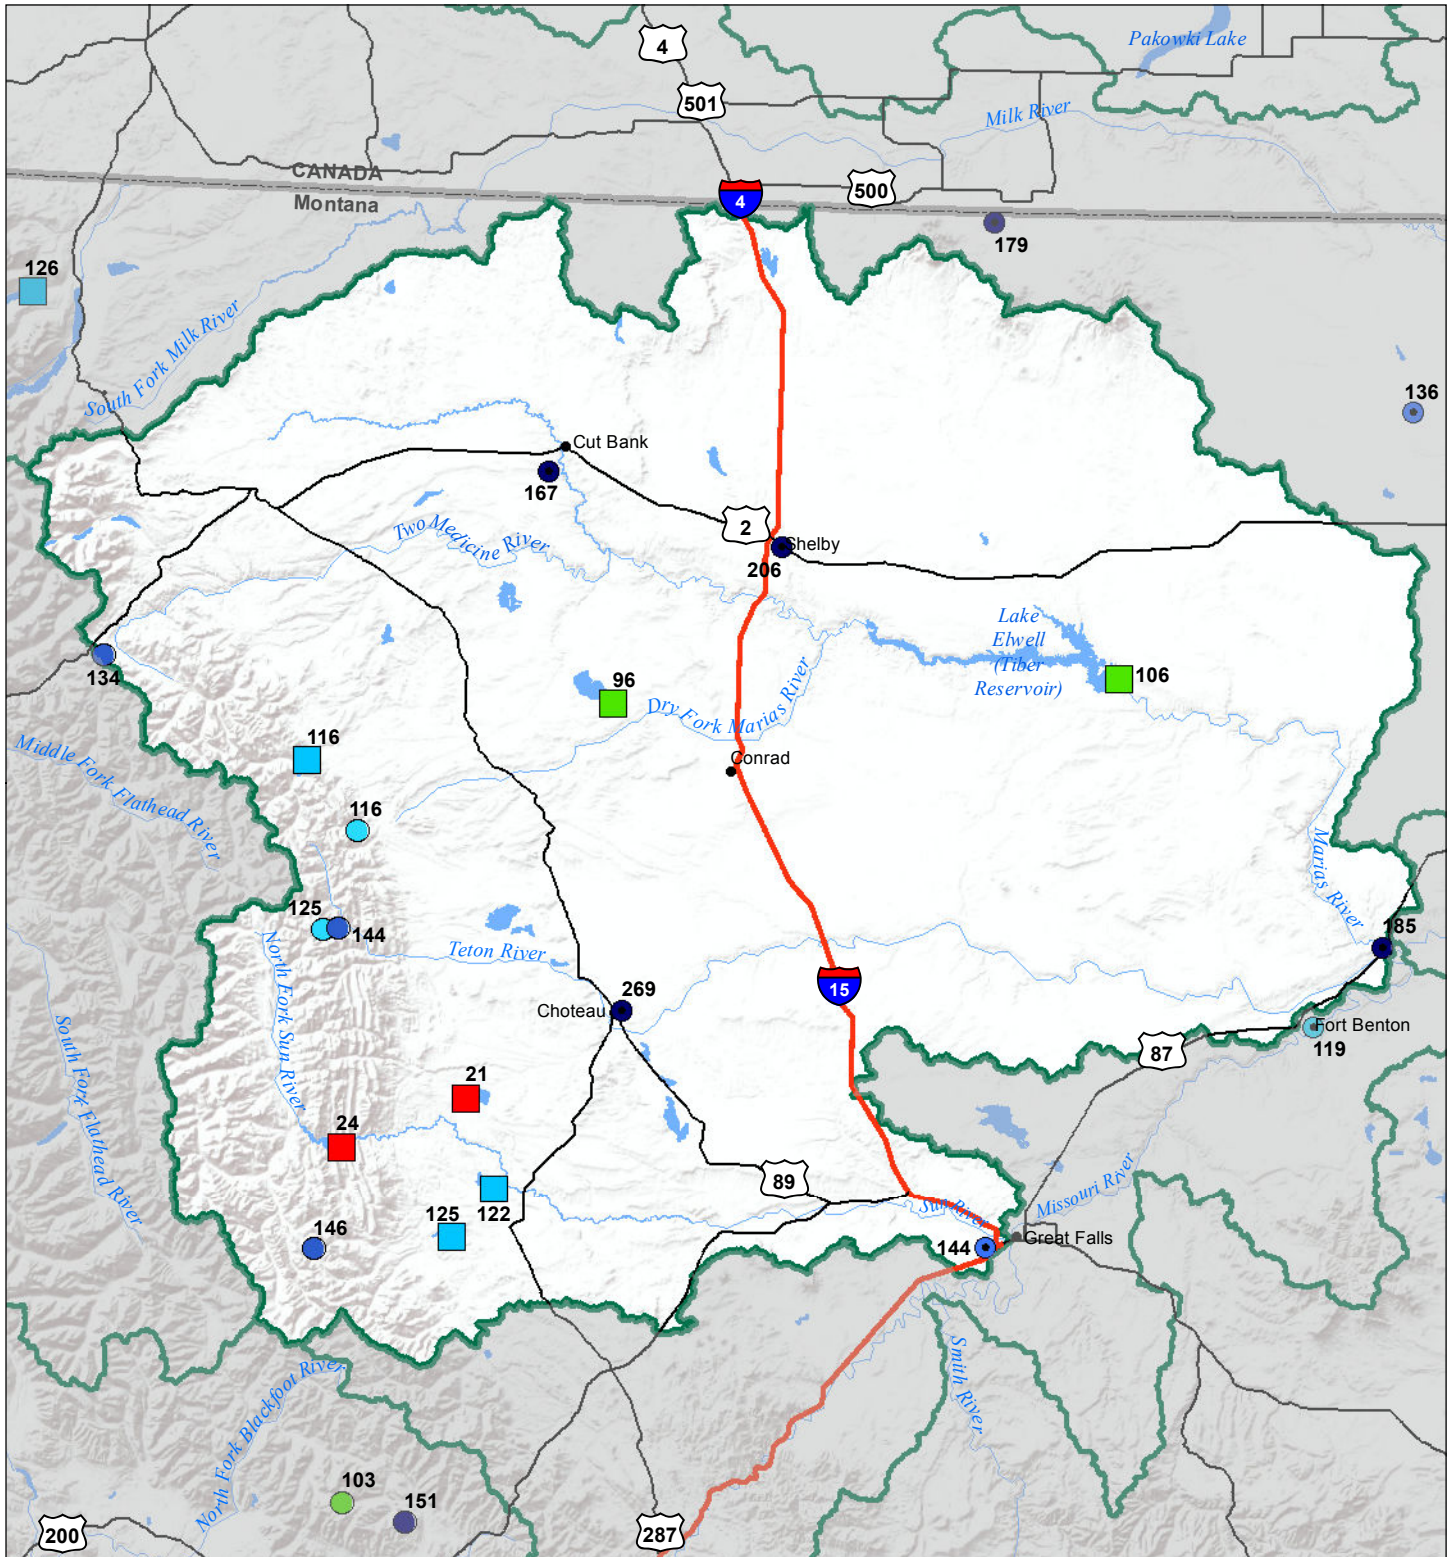 4
Pakowki Lake
501
Milk River
CANADA
Montana
500
4
179
126
South Fork Milk River
136
Cut Bank
167
Two Medicine River
2
Shelby
206
Lake
Elwell
(Tiber
Reservoir)
134
96
106
Dry Fork Marias River
116
Middle Fork Flathead River
Conrad
116
Marias River
125
144
185
North Fork Sun River
Teton River
269
15
Choteau
Fort Benton
119
87
South Fork Flathead River
21
24
89
Missouri River
122
125
Sun River
146
144
Great Falls
Smith River
North Fork Blackfoot River
103
151
200
287